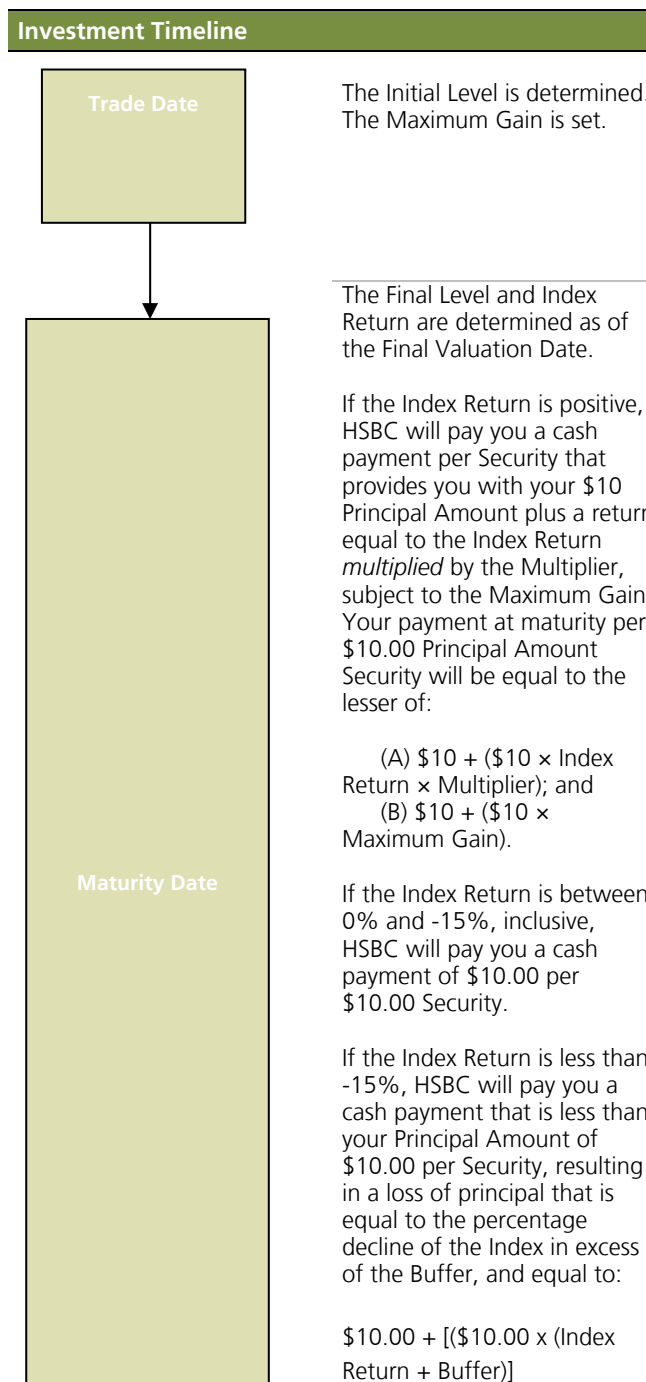 Investment Timeline
Trade Date
The Initial Level is determined.
The Maximum Gain is set.
The Final Level and Index
Return are determined as of
the Final Valuation Date.
If the Index Return is positive,
HSBC will pay you a cash
payment per Security that
provides you with your $10
Principal Amount plus a return
equal to the Index Return
multiplied by the Multiplier,
subject to the Maximum Gain
Your payment at maturity per
$10.00 Principal Amount
Security will be equal to the
lesser of:
(A) $10 + ($10 × Index
Return × Multiplier); and
(B) $10 + ($10 ×
Maximum Gain).
Maturity Date
If the Index Return is between
0% and -15%, inclusive,
HSBC will pay you a cash
payment of $10.00 per
$10.00 Security.
If the Index Return is less than
-15%, HSBC will pay you a
cash payment that is less than
your Principal Amount of
$10.00 per Security, resulting
in a loss of principal that is
equal to the percentage
decline of the Index in excess
of the Buffer, and equal to:
$10.00 + [($10.00 x (Index
Return + Buffer)]